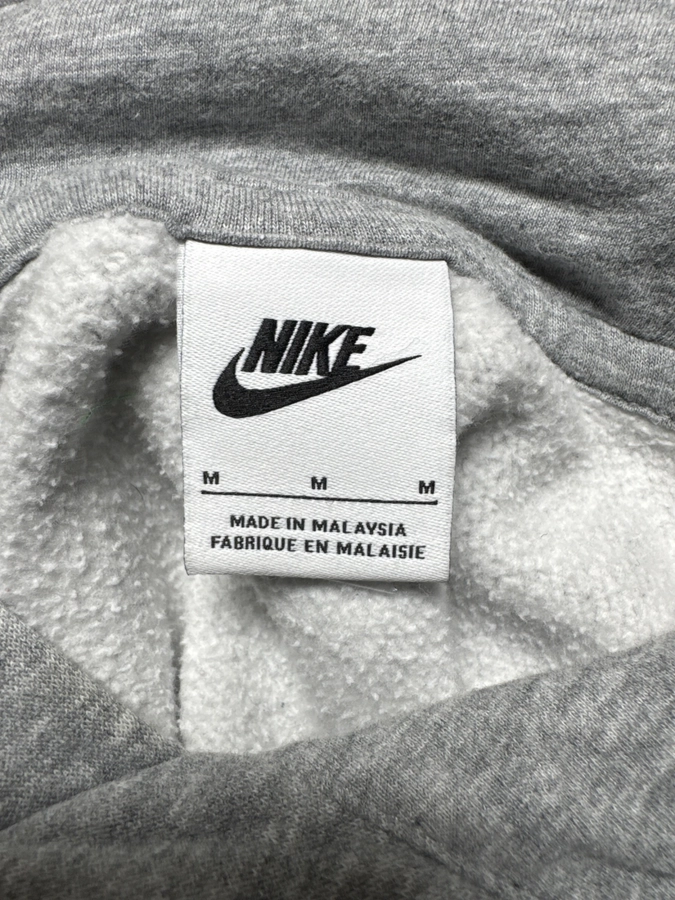 NIKE
M M M
MADE IN MALAYSIA
FABRIQUE EN MALAISIE